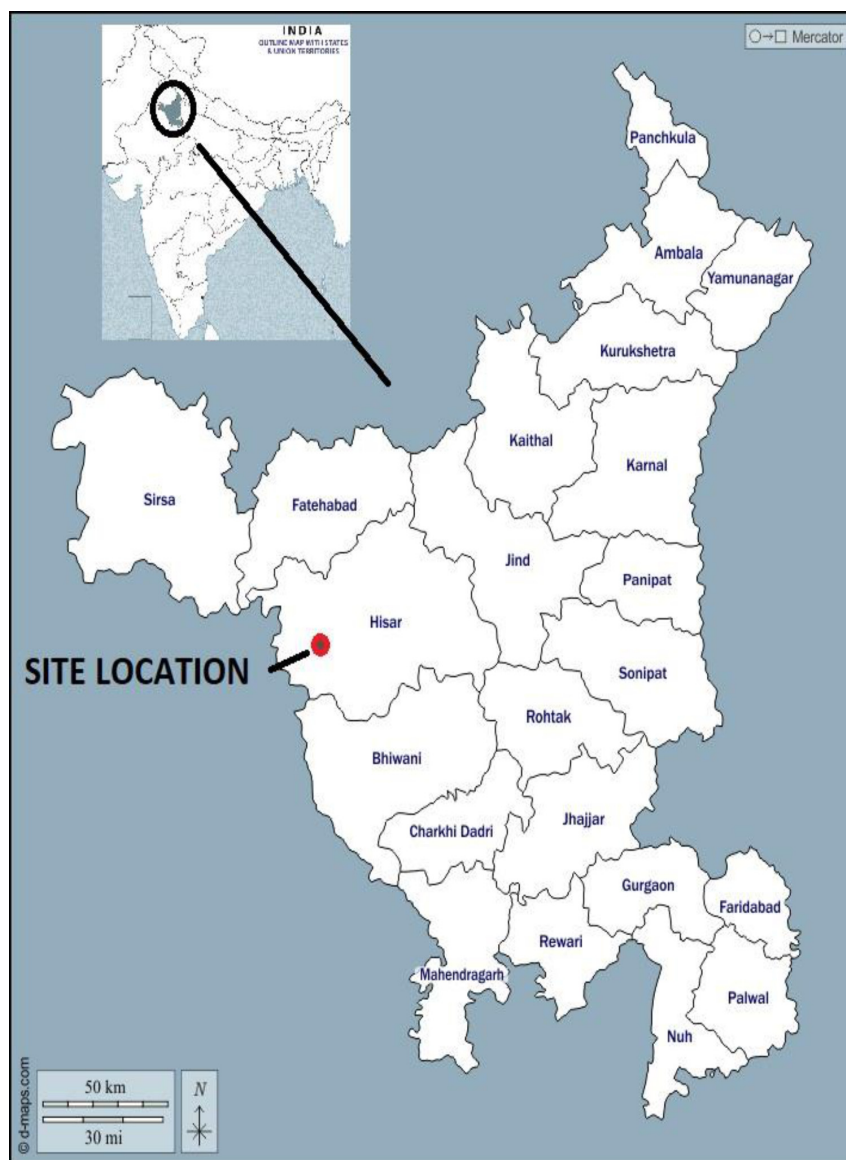 INDIA
OUTLINE MAP WITH STATES
& UNION TERRITORIES
○→□ Mercator
Panchkula
Ambala
Yamunanagar
Kurukshetra
Kaithal
Karnal
Sirsa
Fatehabad
Jind
Panipat
Hisar
SITE LOCATION
Sonipat
Rohtak
Bhiwani
Jhajjar
Charkhi Dadri
Gurgaon
Faridabad
Rewari
Mahendragarh
Palwal
Nuh
50 km
30 mi
N
© d-maps.com